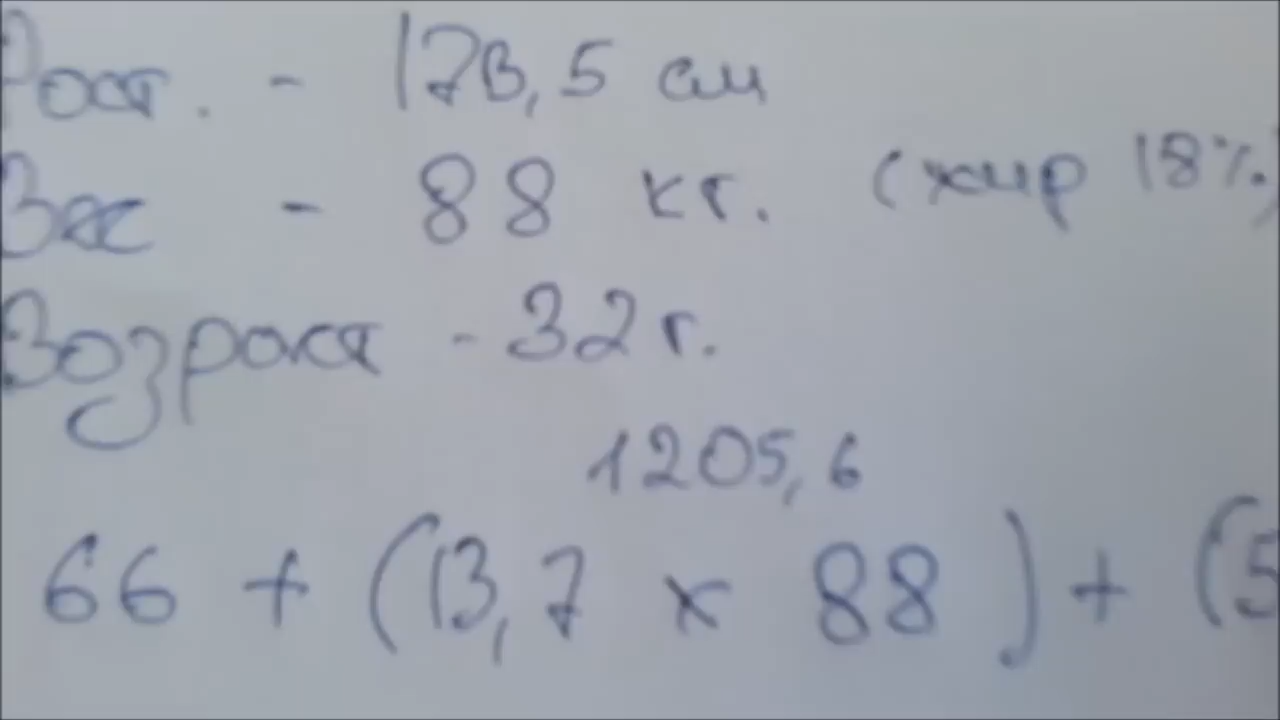 Рост. - 178,5 см
Вес - 88 кг. (жир 18%)
Возраст - 32 г.
1205,6
66 + (13,7 х 88) + (5